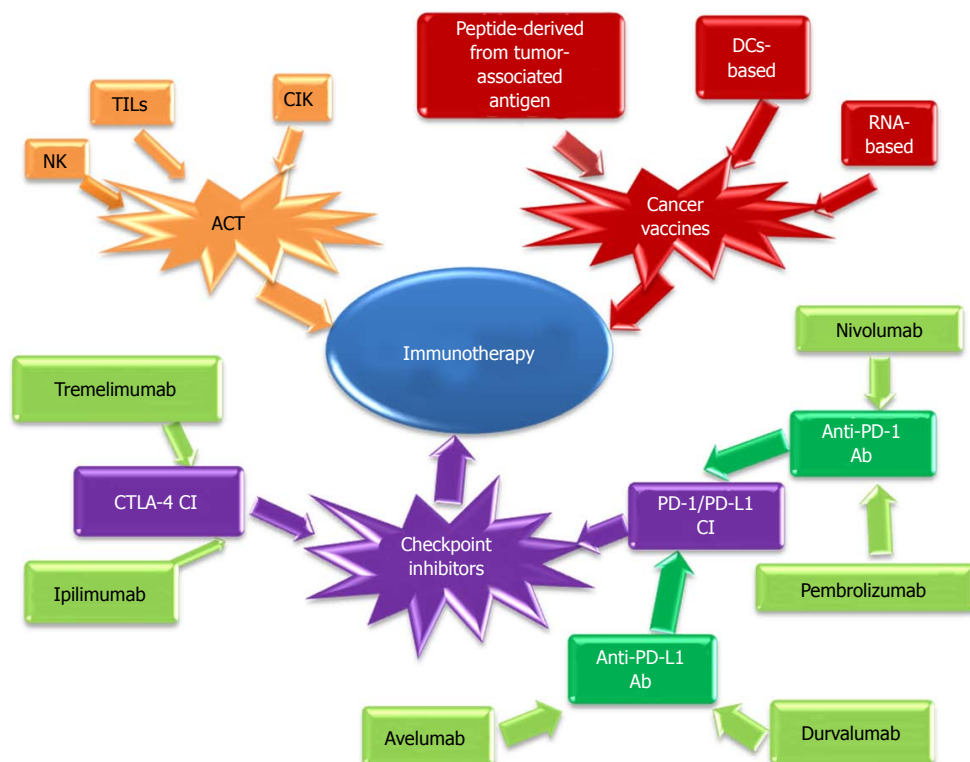 Peptide-derived
from tumor-
associated
antigen
DCs-
based
TILs
CIK
RNA-
based
NK
ACT
Cancer
vaccines
Immunotherapy
Nivolumab
Tremelimumab
Anti-PD-1
Ab
CTLA-4 CI
PD-1/PD-L1
CI
Checkpoint
inhibitors
Ipilimumab
Pembrolizumab
Anti-PD-L1
Ab
Avelumab
Durvalumab